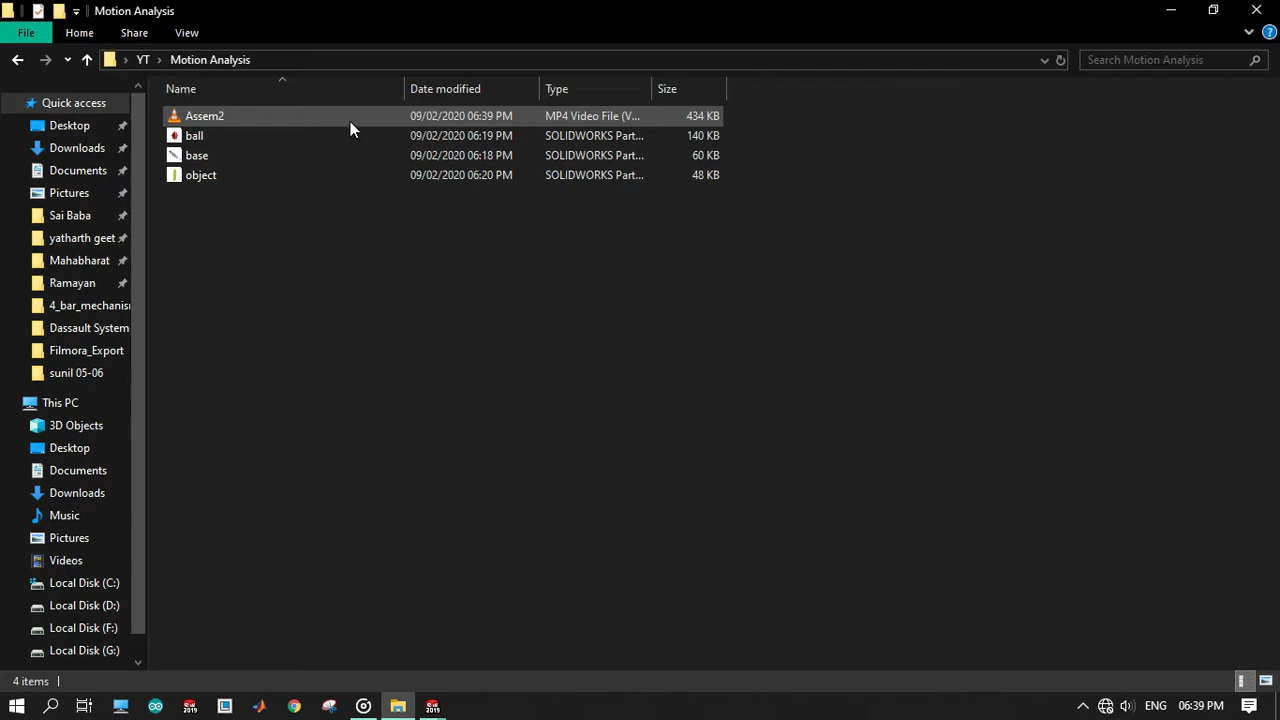 Motion Analysis
File Home Share View
YT Motion Analysis Search Motion Analysis
Name Date modified Type Size
Quick access
Desktop
Downloads
Documents
Pictures
Sai Baba
yatharth geet
Mahabharat
Ramayan
4_bar_mechanisr
Dassault System
Filmora_Export
sunil 05-06
This PC
3D Objects
Desktop
Documents
Downloads
Music
Pictures
Videos
Local Disk (C:)
Local Disk (D:)
Local Disk (F:)
Local Disk (G:)
Assem2 09/02/2020 06:39 PM MP4 Video File (V... 434 KB
ball 09/02/2020 06:19 PM SOLIDWORKS Part... 140 KB
base 09/02/2020 06:18 PM SOLIDWORKS Part... 60 KB
object 09/02/2020 06:20 PM SOLIDWORKS Part... 48 KB
4 items
ENG 06:39 PM